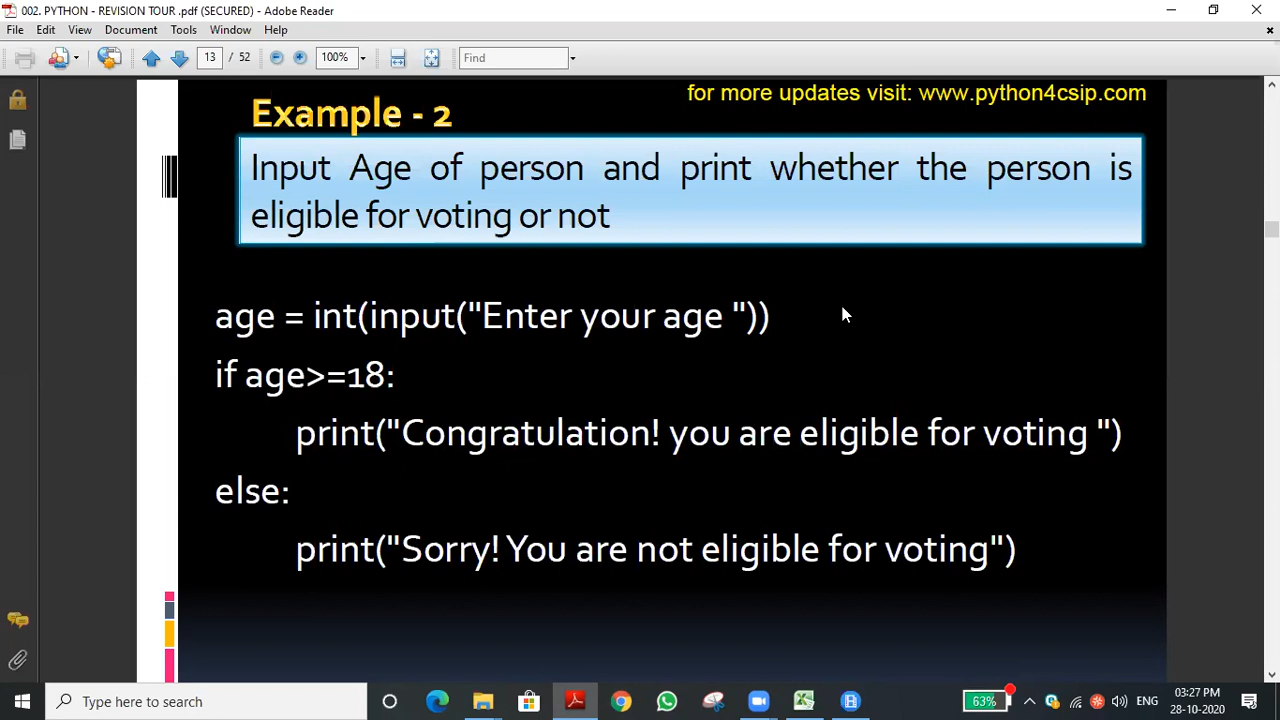 002. PYTHON - REVISION TOUR .pdf (SECURED) - Adobe Reader
File Edit View Document Tools Window Help
13 / 52 100% Find
for more updates visit: www.python4csip.com
Example - 2
Input Age of person and print whether the person is
eligible for voting or not
age = int(input("Enter your age "))
if age>=18:
print("Congratulation! you are eligible for voting ")
else:
print("Sorry! You are not eligible for voting")
Type here to search
63%
ENG
03:27 PM
28-10-2020